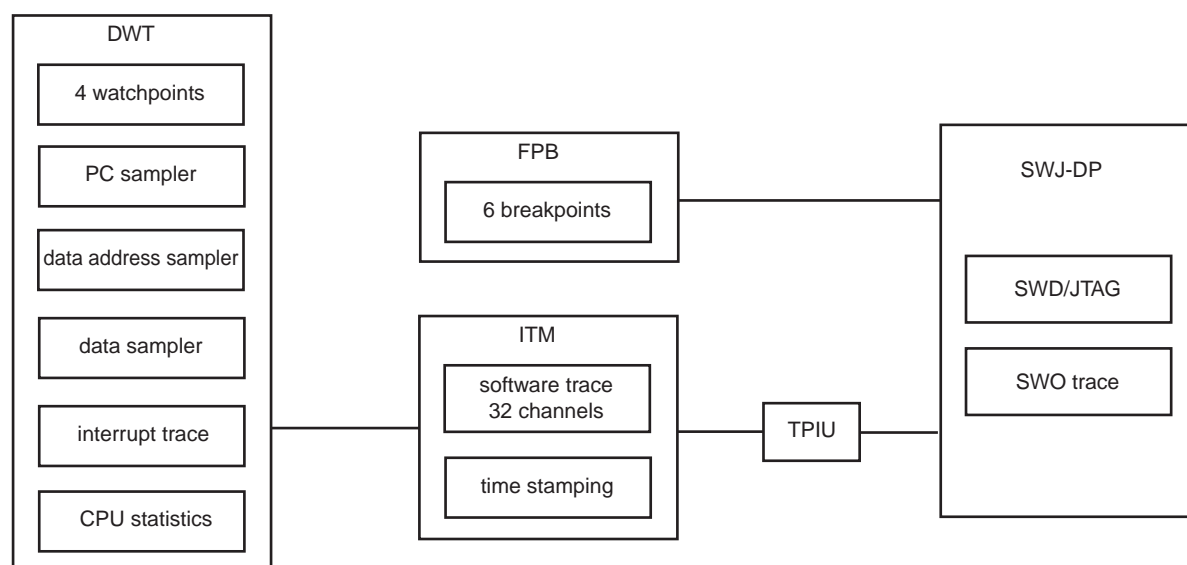 DWT
4 watchpoints
PC sampler
data address sampler
data sampler
interrupt trace
CPU statistics
FPB
6 breakpoints
ITM
software trace
32 channels
time stamping
TPIU
SWJ-DP
SWD/JTAG
SWO trace